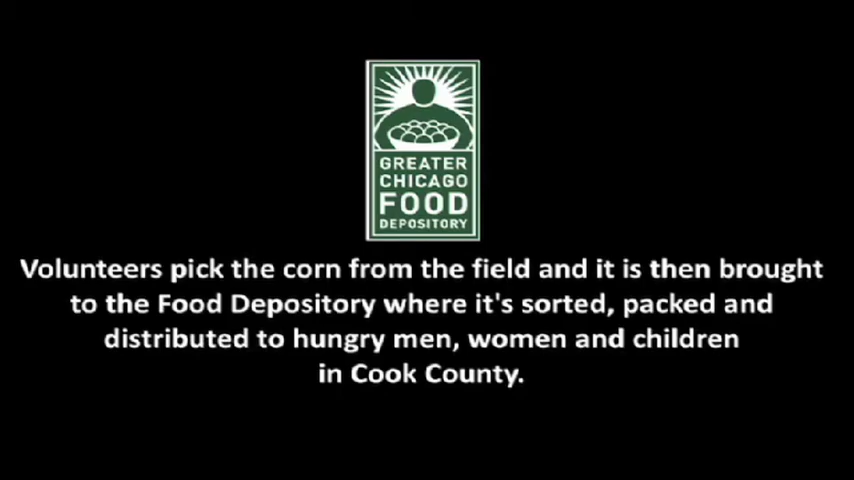 GREATER
CHICAGO
FOOD
DEPOSITORY
Volunteers pick the corn from the field and it is then brought
to the Food Depository where it's sorted, packed and
distributed to hungry men, women and children
in Cook County.